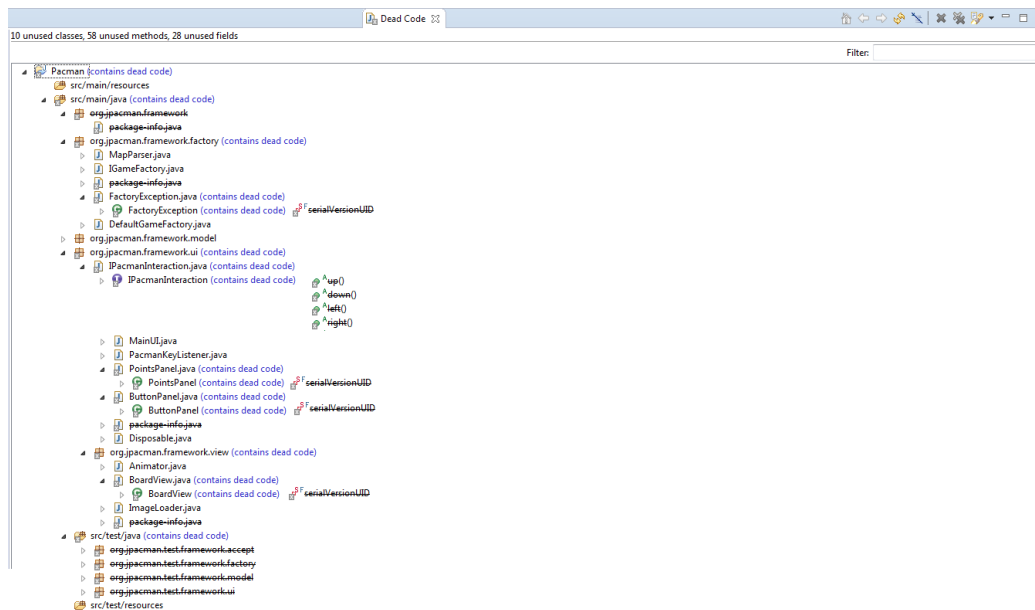 Dead Code
10 unused classes, 58 unused methods, 28 unused fields
Filter:
Pacman (contains dead code)
src/main/resources
src/main/java (contains dead code)
org.jpacman.framework
package-info.java
org.jpacman.framework.factory (contains dead code)
MapParser.java
IGameFactory.java
package-info.java
FactoryException.java (contains dead code)
FactoryException (contains dead code) S F serialVersionUID
DefaultGameFactory.java
org.jpacman.framework.model
org.jpacman.framework.ui (contains dead code)
IPacmanInteraction.java (contains dead code)
IPacmanInteraction (contains dead code) A up()
A down()
A left()
A right()
MainUI.java
PacmanKeyListener.java
PointsPanel.java (contains dead code)
PointsPanel (contains dead code) S F serialVersionUID
ButtonPanel.java (contains dead code)
ButtonPanel (contains dead code) S F serialVersionUID
package-info.java
Disposable.java
org.jpacman.framework.view (contains dead code)
Animator.java
BoardView.java (contains dead code)
BoardView (contains dead code) S F serialVersionUID
ImageLoader.java
package-info.java
src/test/java (contains dead code)
org.jpacman.test.framework.accept
org.jpacman.test.framework.factory
org.jpacman.test.framework.model
org.jpacman.test.framework.ui
src/test/resources